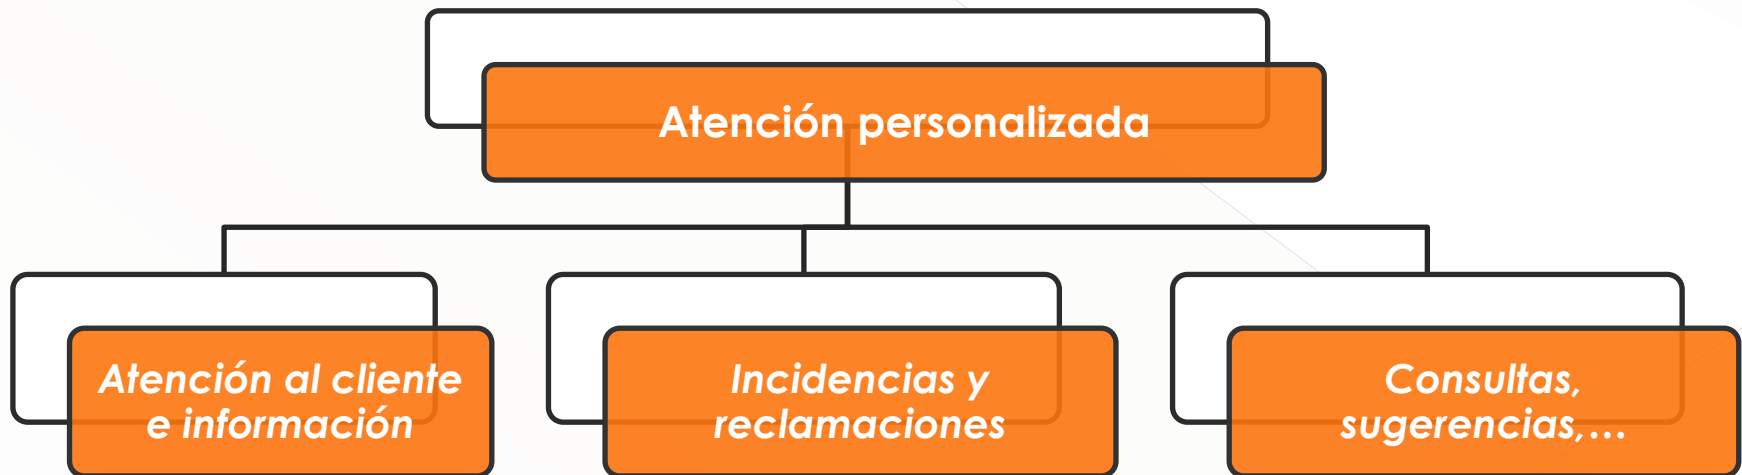 Atención personalizada
Atención al cliente
e información
Incidencias y
reclamaciones
Consultas,
sugerencias,...